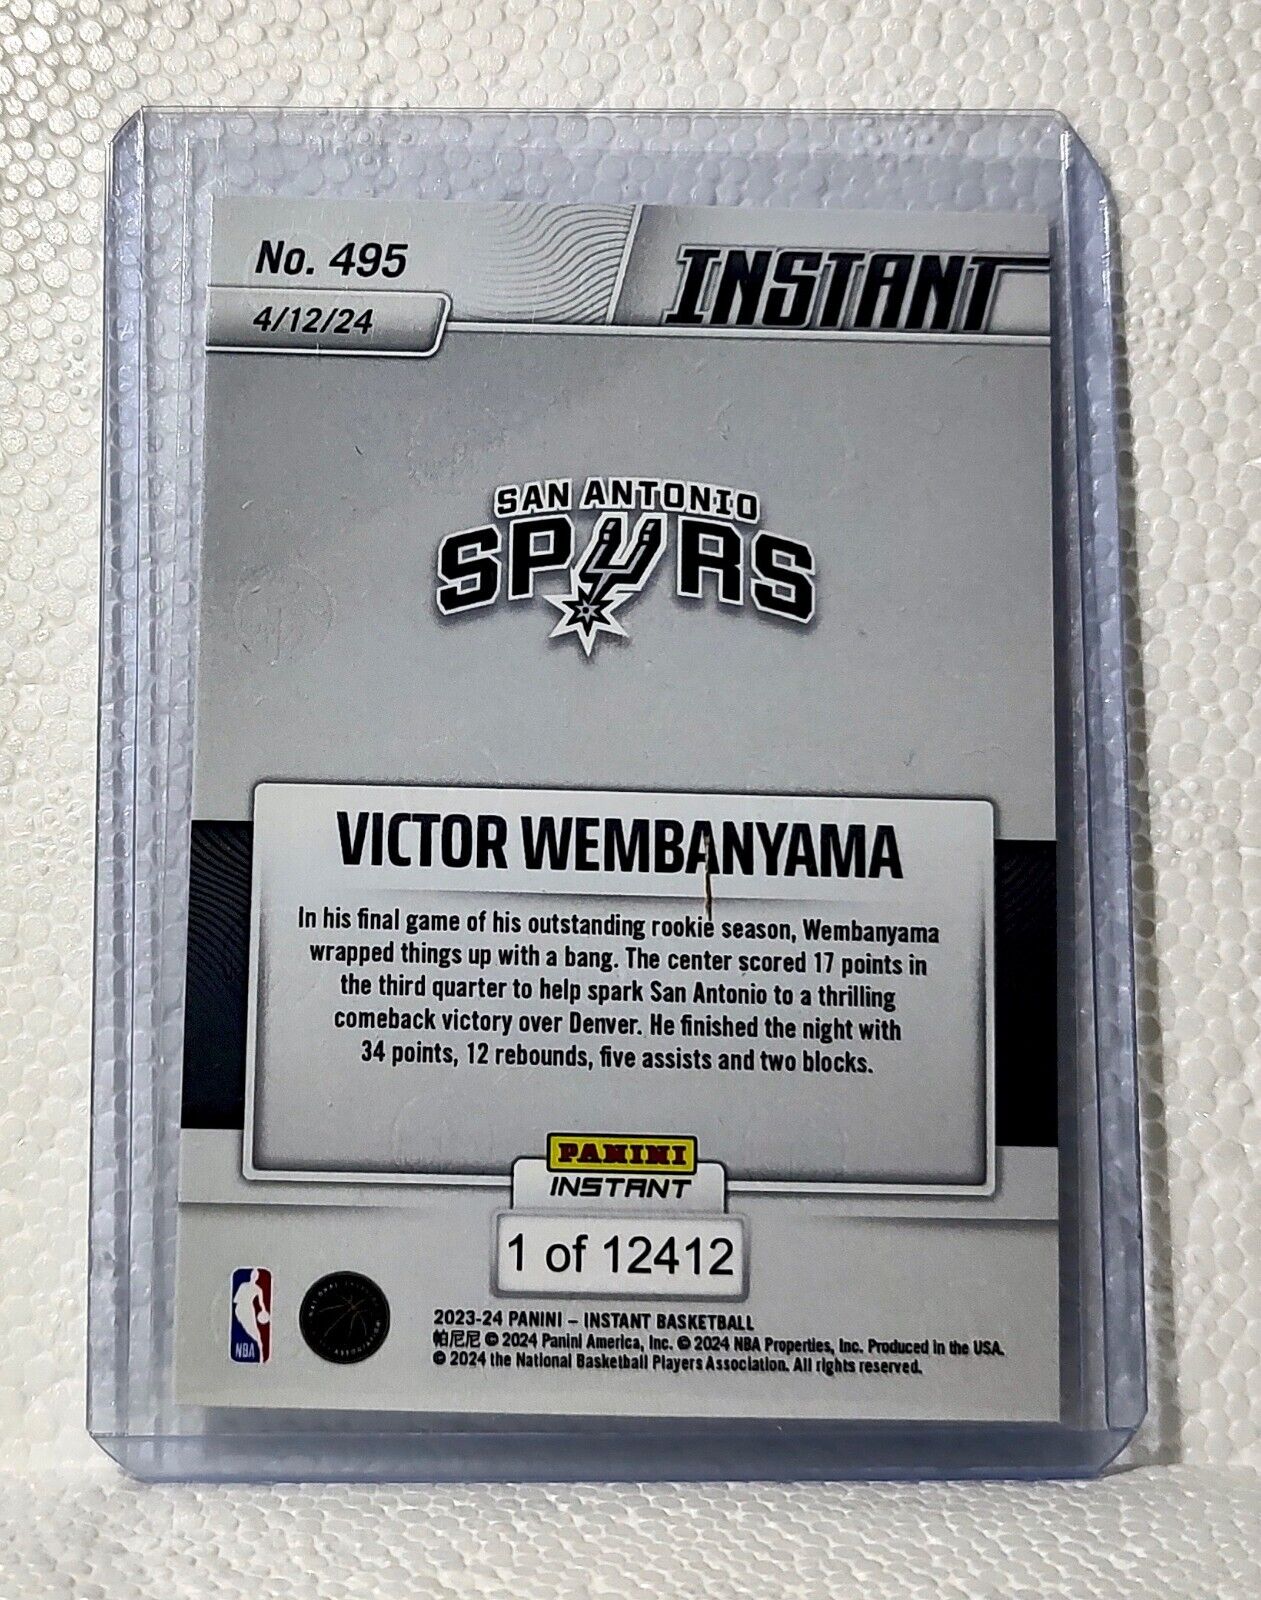 No. 495
INSTANT
4/12/24
SAN ANTONIO
SPURS
VICTOR WEMBANYAMA
In his final game of his outstanding rookie season, Wembanyama
wrapped things up with a bang. The center scored 17 points in
the third quarter to help spark San Antonio to a thrilling
comeback victory over Denver. He finished the night with
34 points, 12 rebounds, five assists and two blocks.
PANINI
INSTANT
1 of 12412
NBA
2023-24 PANINI – INSTANT BASKETBALL
帕尼尼 © 2024 Panini America, Inc. © 2024 NBA Properties, Inc. Produced in the USA.
© 2024 the National Basketball Players Association. All rights reserved.